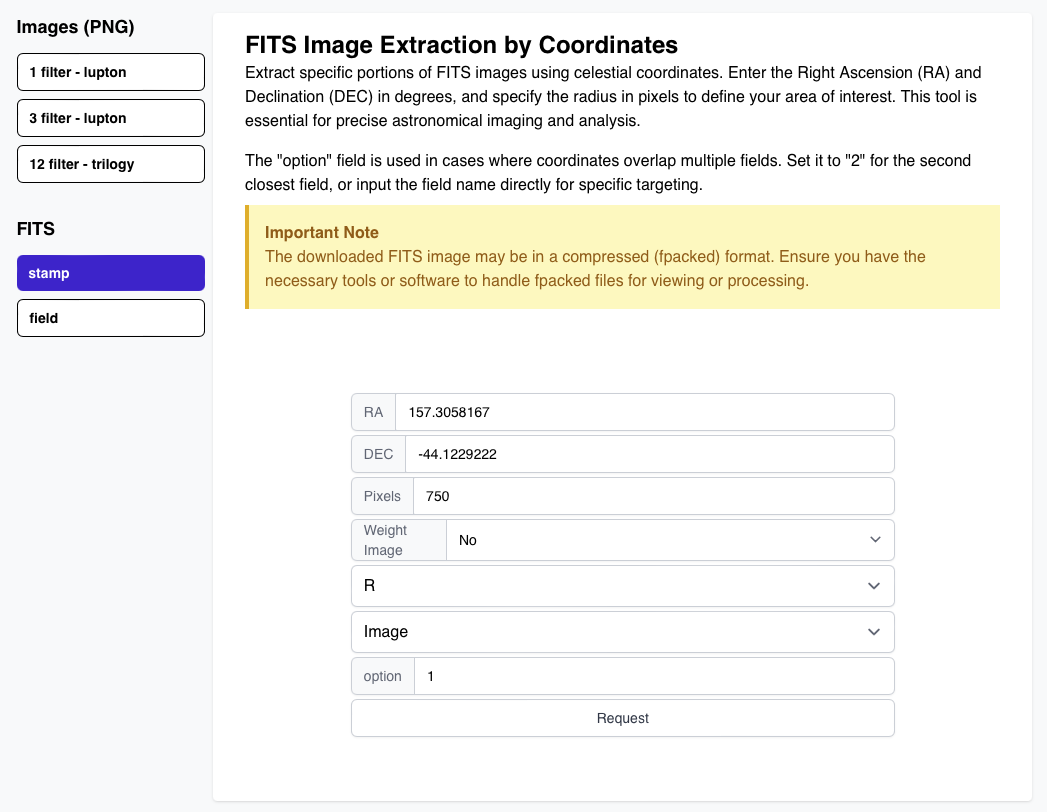 Images (PNG)
1 filter - lupton
3 filter - lupton
12 filter - trilogy
FITS
stamp
field
FITS Image Extraction by Coordinates
Extract specific portions of FITS images using celestial coordinates. Enter the Right Ascension (RA) and
Declination (DEC) in degrees, and specify the radius in pixels to define your area of interest. This tool is
essential for precise astronomical imaging and analysis.
The "option" field is used in cases where coordinates overlap multiple fields. Set it to "2" for the second
closest field, or input the field name directly for specific targeting.
Important Note
The downloaded FITS image may be in a compressed (fpacked) format. Ensure you have the
necessary tools or software to handle fpacked files for viewing or processing.
RA 157.3058167
DEC -44.1229222
Pixels 750
Weight
Image No
R
Image
option 1
Request